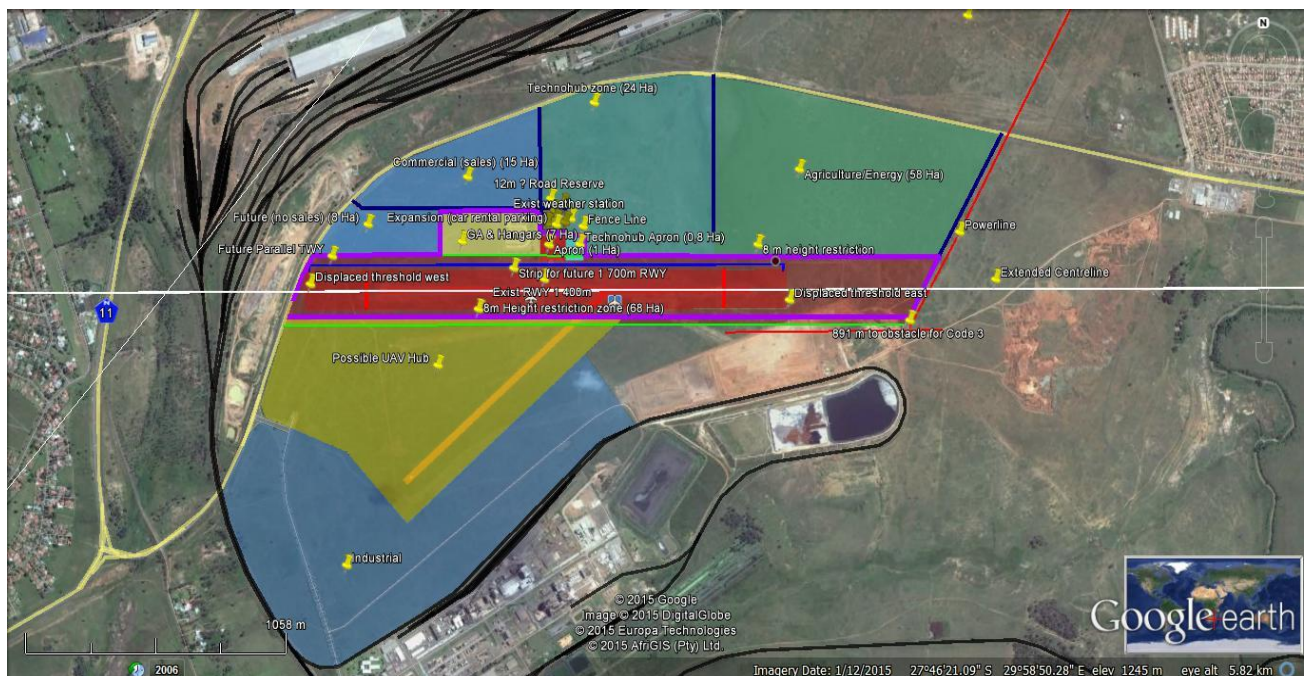 N
Technohub zone (24 Ha)
Commercial (sales) (15 Ha)
Agriculture/Energy (58 Ha)
12m ? Road Reserve
Exist weather station
Future (no sales) (8 Ha)
Expansion (car rental parking)
Fence Line
Powerline
GA & Hangars (7 Ha)
Technohub Apron (0,8 Ha)
Apron (1 Ha)
8 m height restriction
Future Parallel TWY
Strip for future 1 700m RWY
Extended Centreline
Displaced threshold west
Exist RWY 1 400m
Displaced threshold east
N
11
8m Height restriction zone (68 Ha)
891 m to obstacle for Code 3
Possible UAV Hub
Industrial
1058 m
© 2015 Google
Image © 2015 DigitalGlobe
© 2015 Europa Technologies
© 2015 AfriGIS (Pty) Ltd.
Google earth
2006
Imagery Date: 1/12/2015 27°46'21.09" S 29°58'50.28" E elev 1245 m eye alt 5.82 km